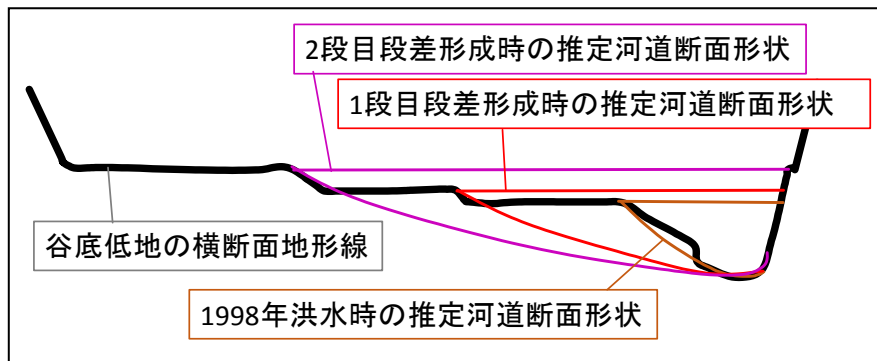 2段目段差形成時の推定河道断面形状
1段目段差形成時の推定河道断面形状
谷底低地の横断面地形線
1998年洪水時の推定河道断面形状